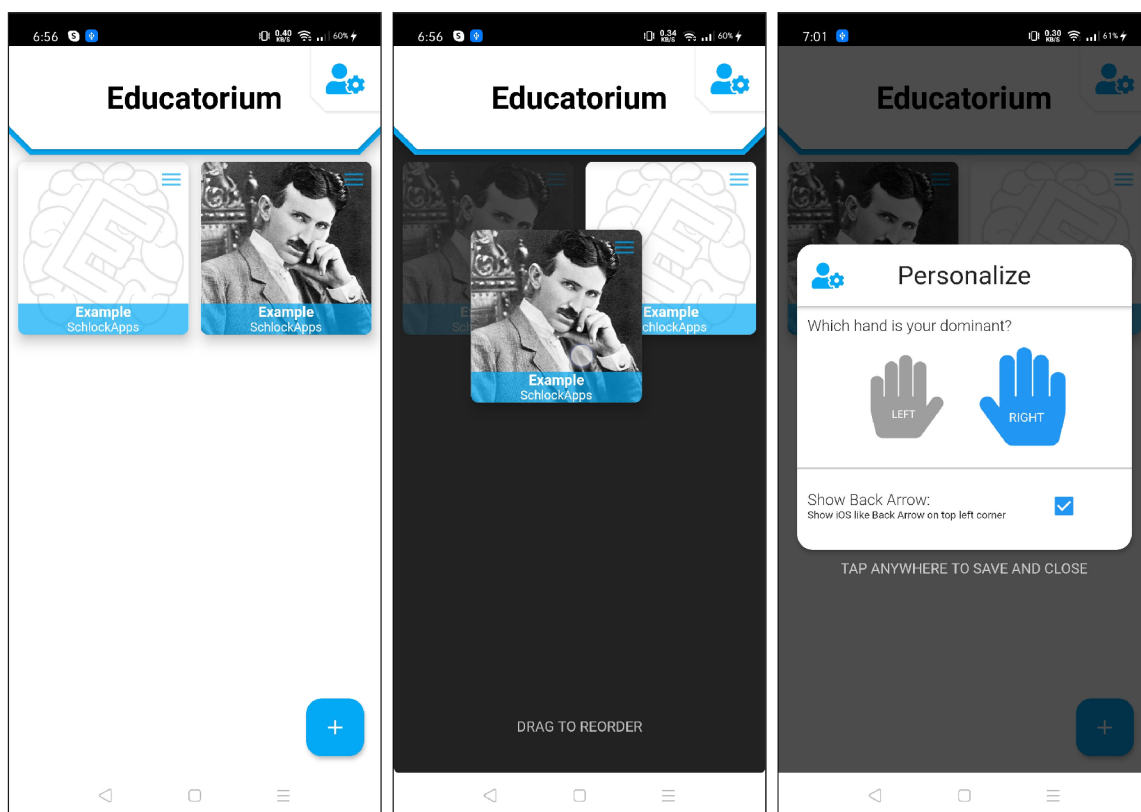 6:56 S 0.40 KB/S 60%
Educatorium
E
Example
SchlockApps
Example
SchlockApps
+
6:56 S 0.34 KB/S 60%
Educatorium
Example
SchlockApps
Example
chlockApps
DRAG TO REORDER
7:01 0.30 KB/S 61%
Educatorium
Personalize
Which hand is your dominant?
LEFT
RIGHT
Show Back Arrow:
Show iOS like Back Arrow on top left corner
TAP ANYWHERE TO SAVE AND CLOSE
+